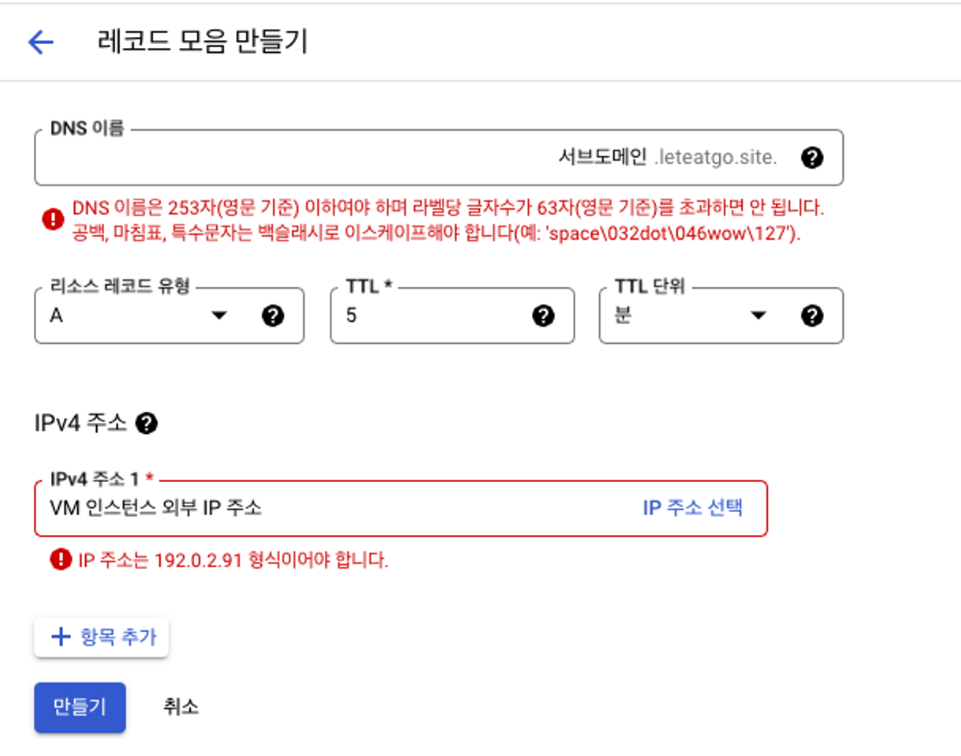 레코드 모음 만들기
DNS 이름
서브도메인 .leteatgo.site.
DNS 이름은 253자(영문 기준) 이하여야 하며 라벨당 글자수가 63자(영문 기준)를 초과하면 안 됩니다.
공백, 마침표, 특수문자는 백슬래시로 이스케이프해야 합니다(예: 'space\032dot\046wow\127').
리소스 레코드 유형 TTL * TTL 단위
A 5 분
IPv4 주소
IPv4 주소 1 *
VM 인스턴스 외부 IP 주소 IP 주소 선택
IP 주소는 192.0.2.91 형식이어야 합니다.
+ 항목 추가
만들기 취소